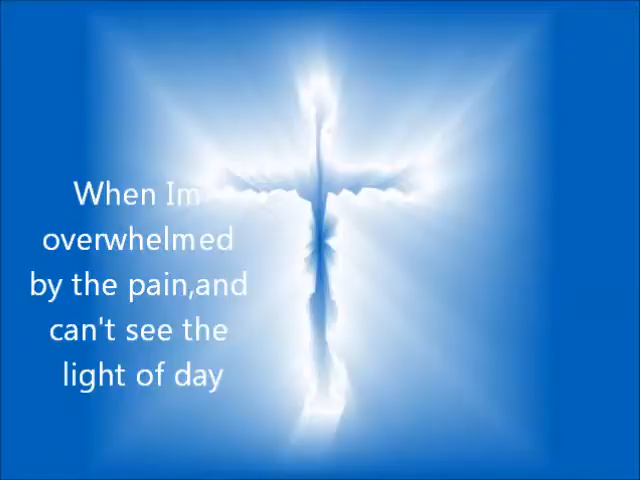 When Im
overwhelmed
by the pain,and
can't see the
light of day